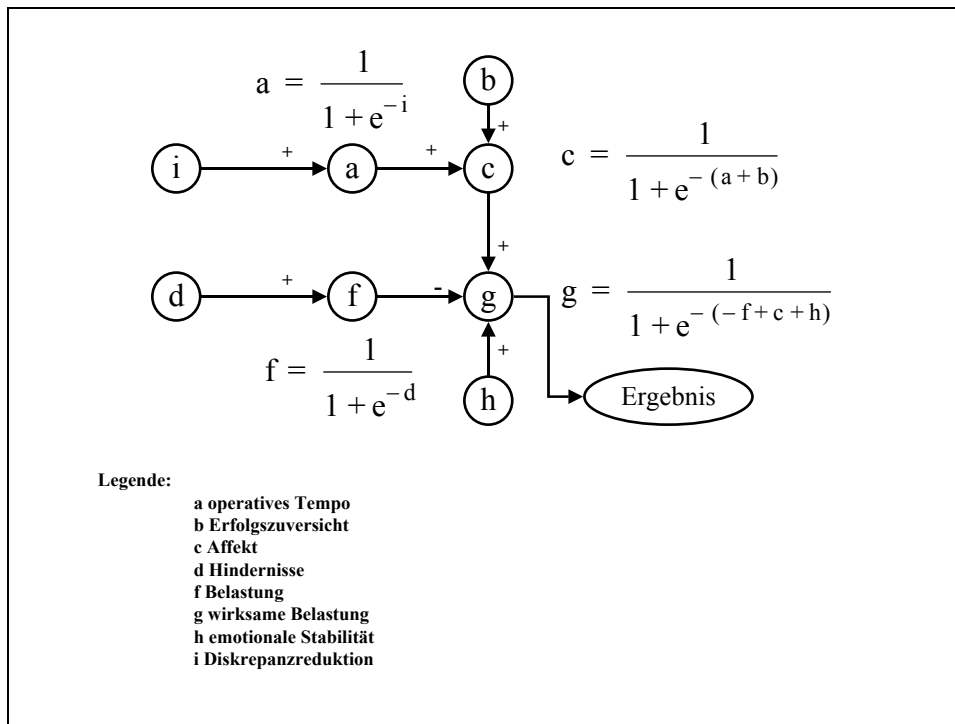 a = 1 / (1 + e^{-i})
b
+
i + a + c
c = 1 / (1 + e^{-(a + b)})
+
d + f - g
g = 1 / (1 + e^{-(-f + c + h)})
+
f = 1 / (1 + e^{-d})
h
Ergebnis
Legende:
a operatives Tempo
b Erfolgszuversicht
c Affekt
d Hindernisse
f Belastung
g wirksame Belastung
h emotionale Stabilität
i Diskrepanzreduktion